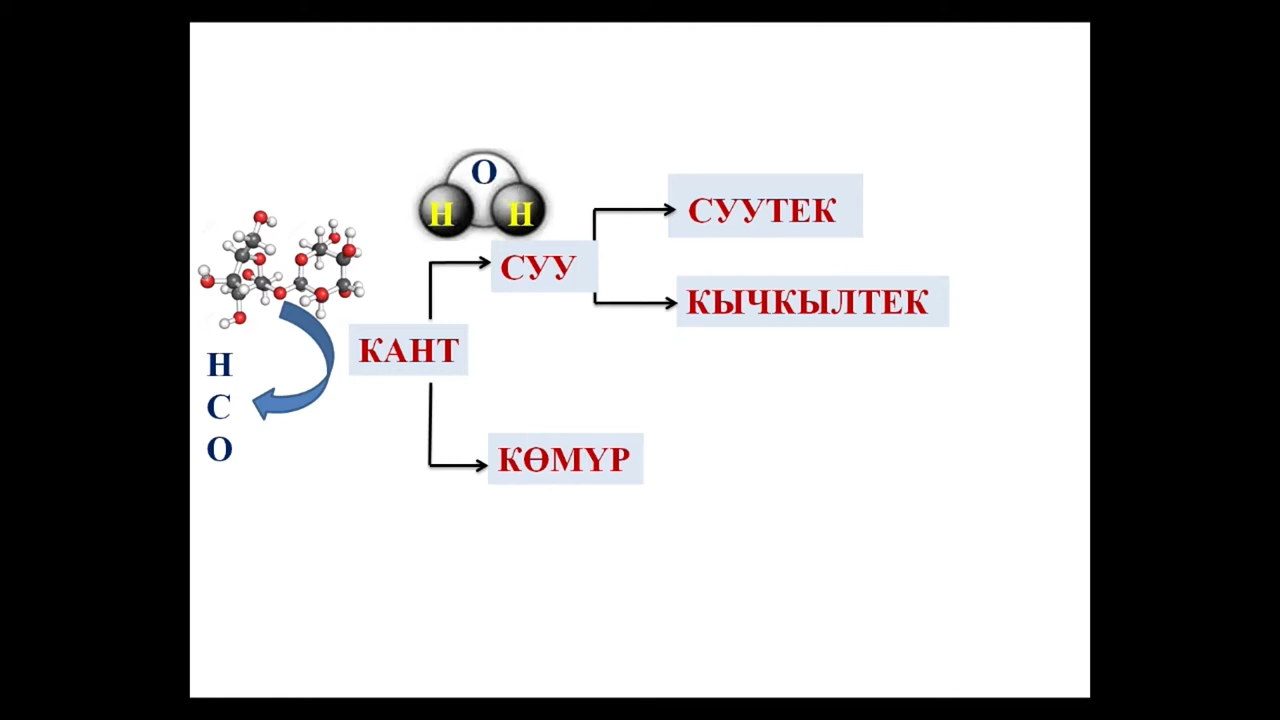 О
Н Н
СУУТЕК
СУУ
КЫЧКЫЛТЕК
КАНТ
Н
С
О
КӨМҮР